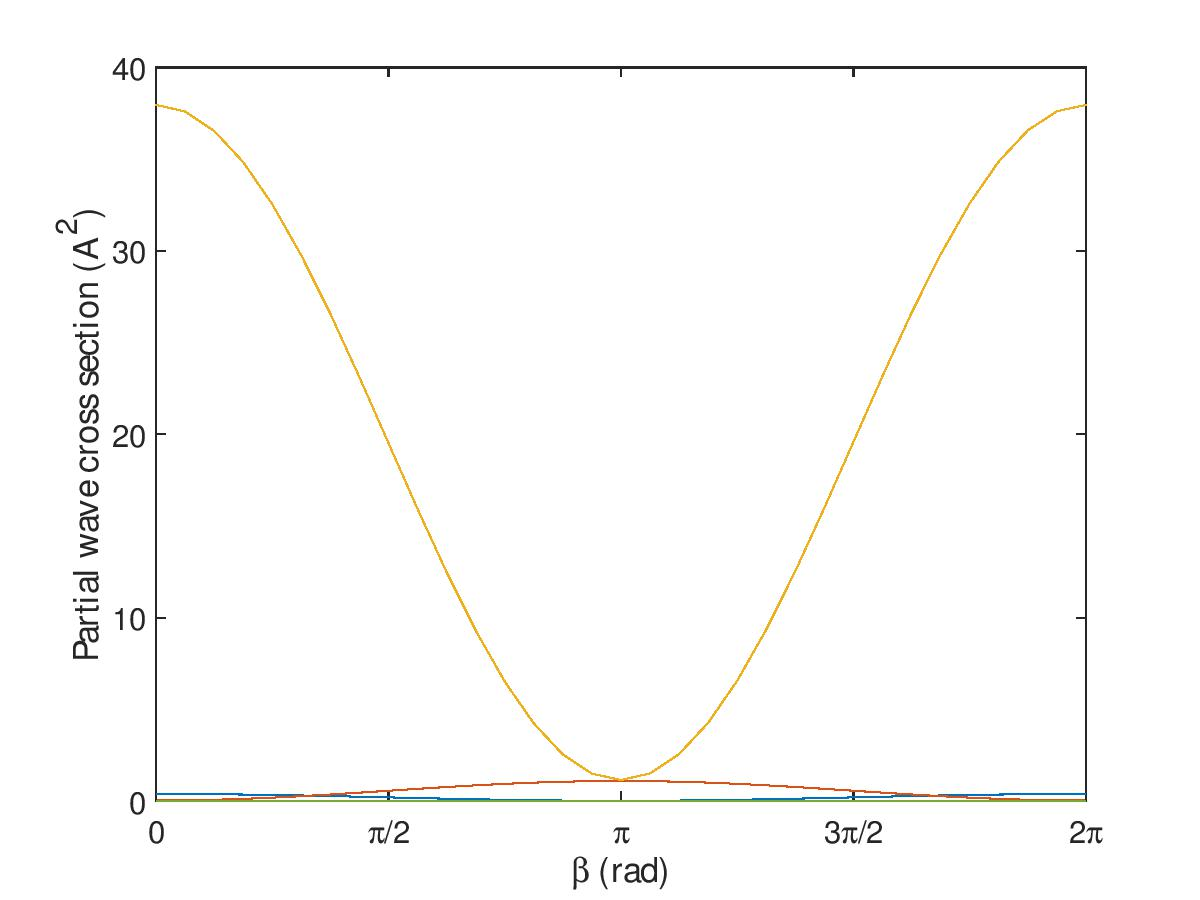 40
30
20
10
0
Partial wave cross section (A²)
0 π/2 π 3π/2 2π
β (rad)